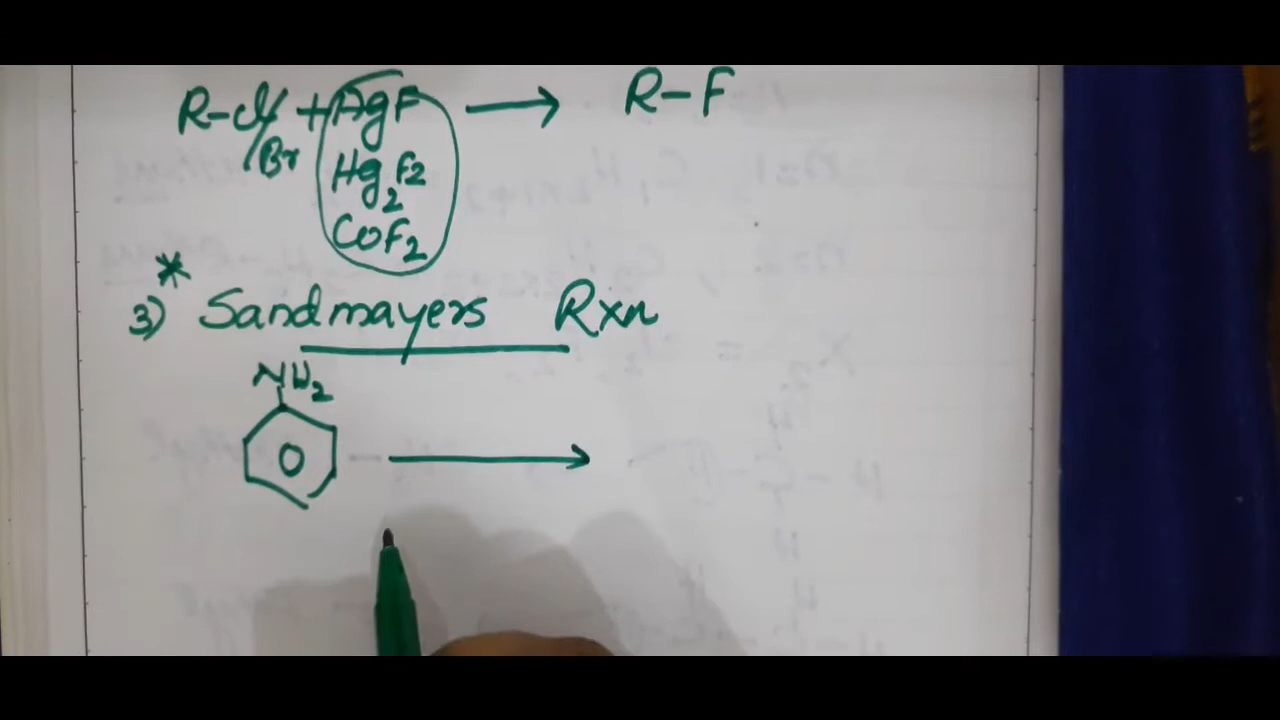 R-Cl/Br + AgF → R-F
Hg₂F₂
CoF₂
*
3) Sandmayers Rxn
NH₂